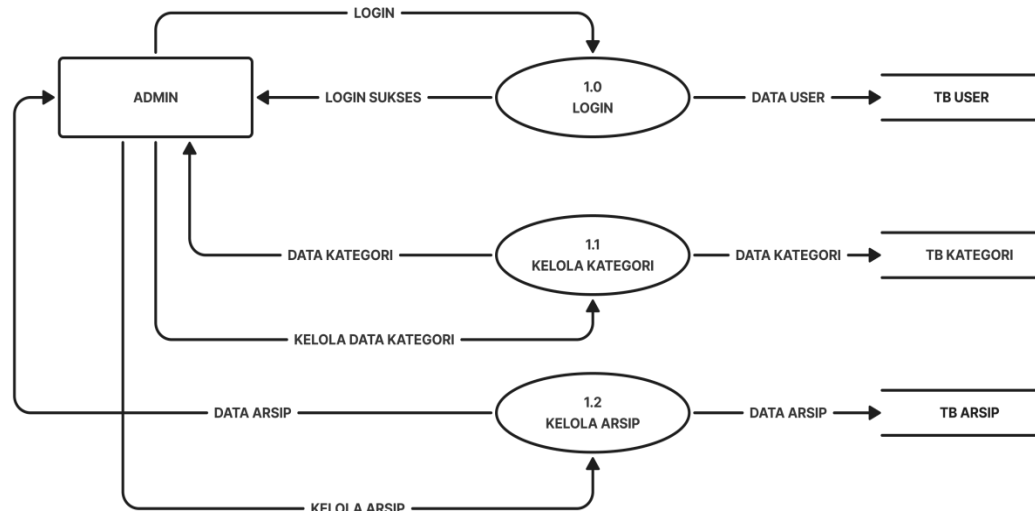 LOGIN
ADMIN
LOGIN SUKSES
1.0
LOGIN
DATA USER
TB USER
DATA KATEGORI
1.1
KELOLA KATEGORI
DATA KATEGORI
TB KATEGORI
KELOLA DATA KATEGORI
DATA ARSIP
1.2
KELOLA ARSIP
DATA ARSIP
TB ARSIP
KELOLA ARSIP